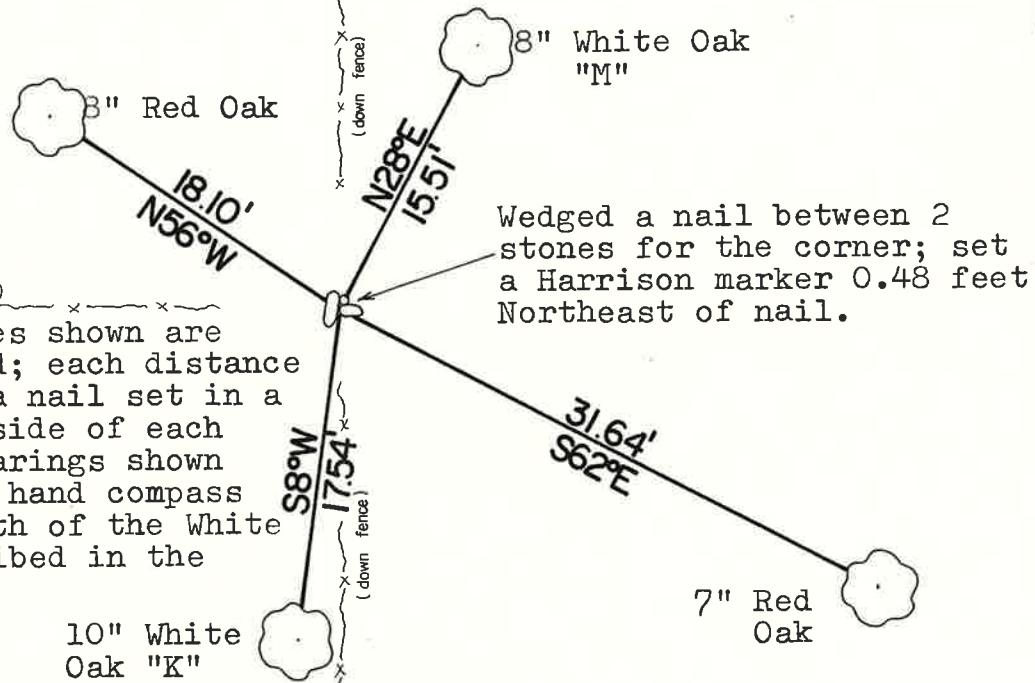 8" White Oak
"M"
(down fence)
8" Red Oak
N28°E
15.51'
18.10'
N56°W
Wedged a nail between 2
stones for the corner; set
a Harrison marker 0.48 feet
Northeast of nail.
es shown are
; each distance
a nail set in a
side of each
arings shown
hand compass
th of the White
ibed in the
S8°W
17.54'
(down fence)
31.64'
S62°E
7" Red
Oak
10" White
Oak "K"